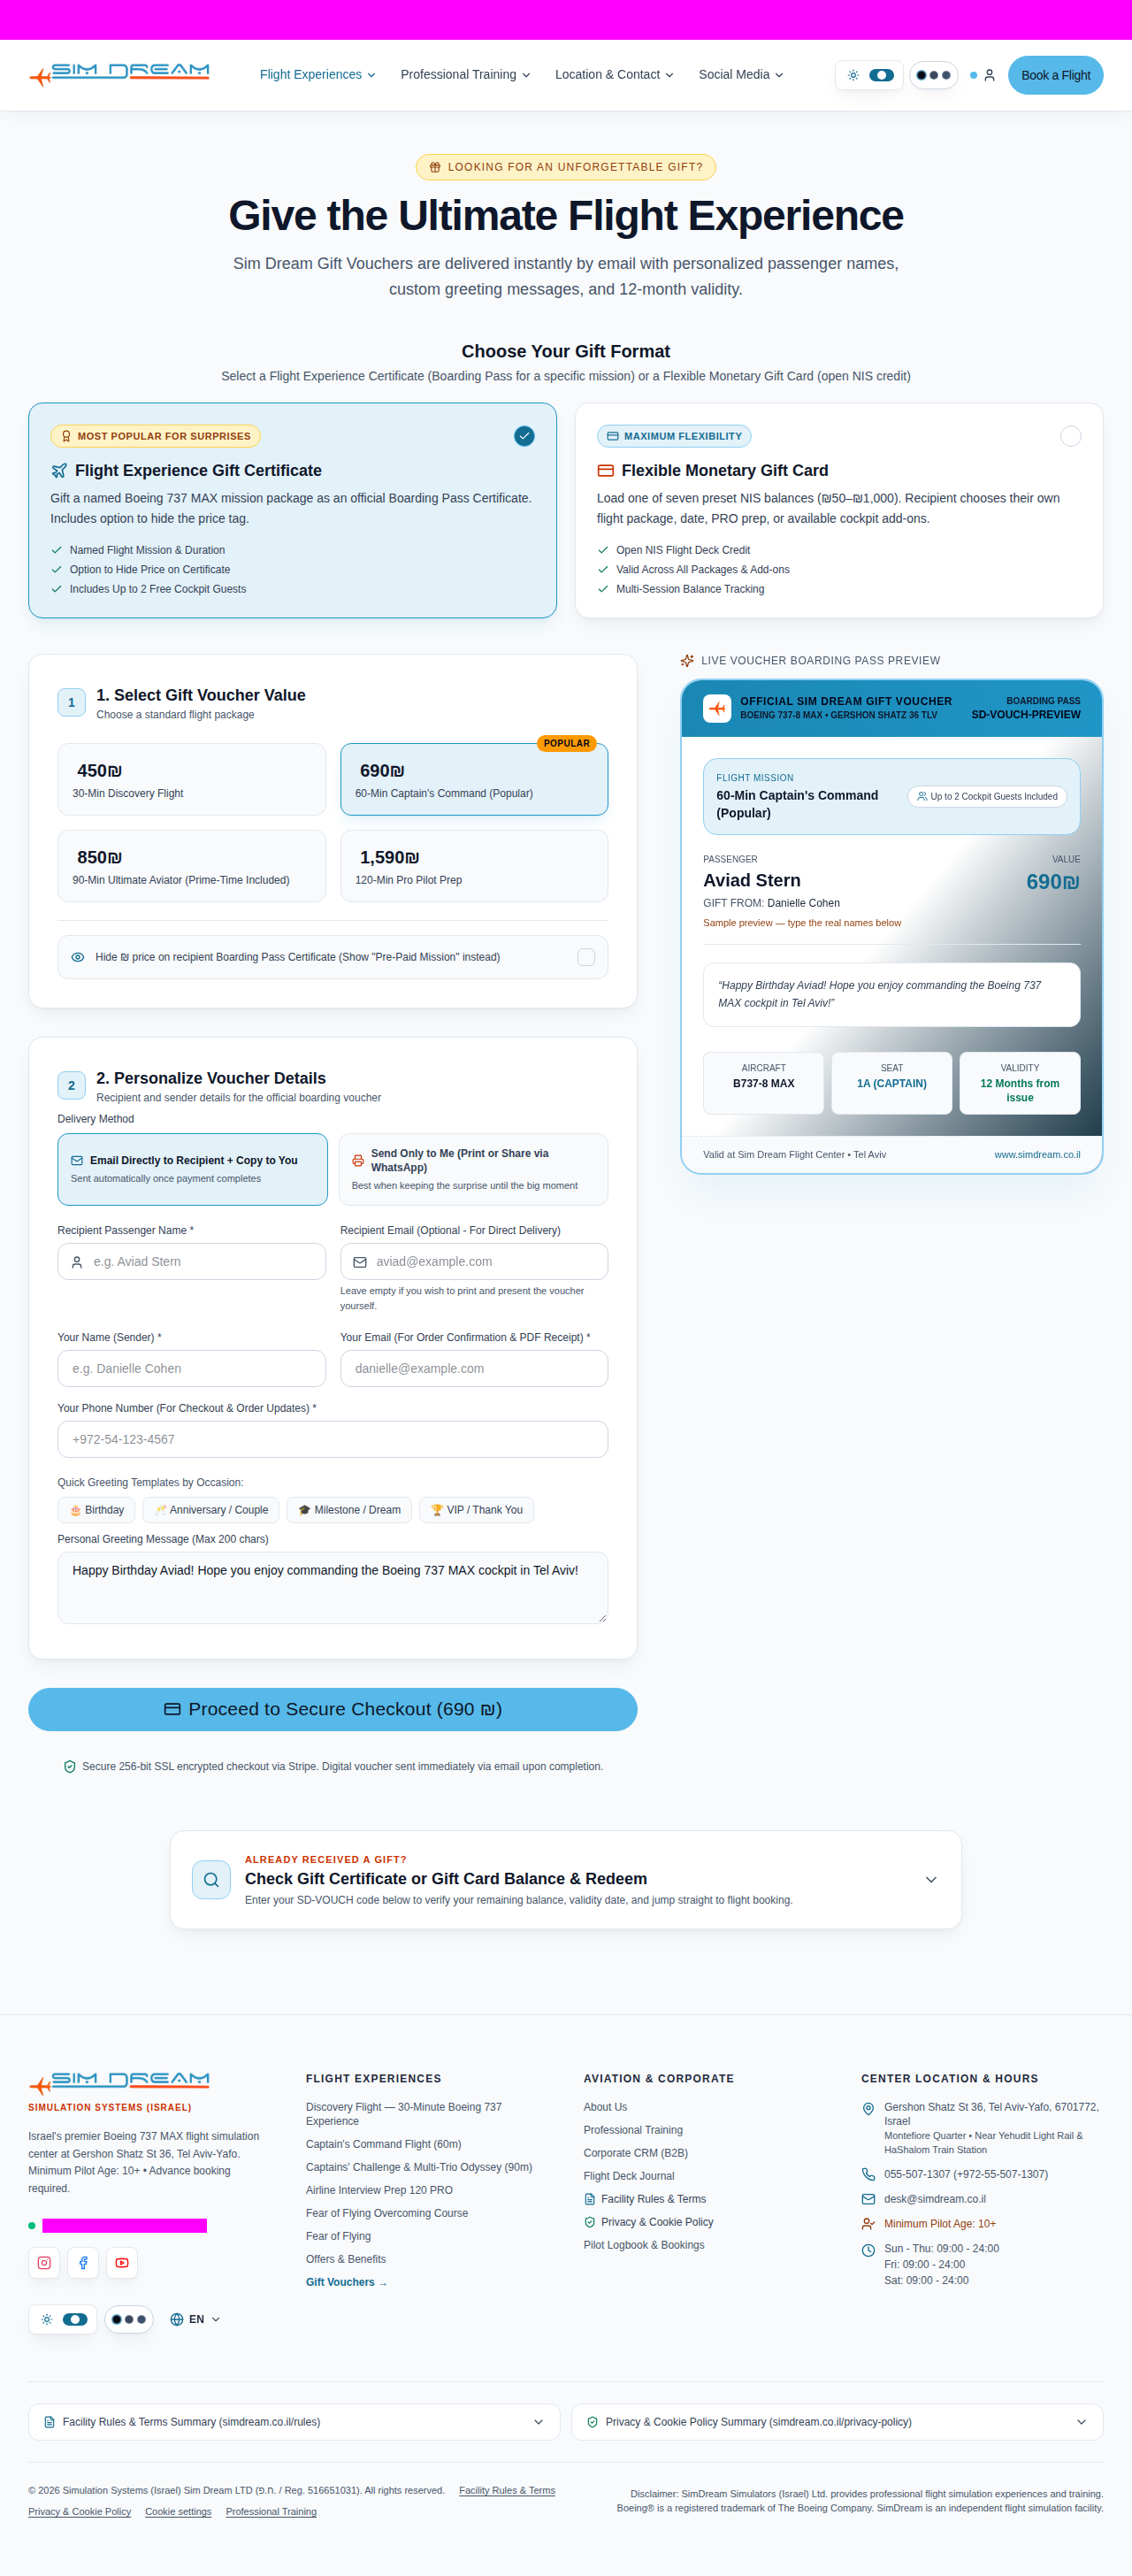 SIM DREAM
Flight Experiences
Professional Training
Location & Contact
Social Media
Book a Flight
LOOKING FOR AN UNFORGETTABLE GIFT?
Give the Ultimate Flight Experience
Sim Dream Gift Vouchers are delivered instantly by email with personalized passenger names,
custom greeting messages, and 12-month validity.
Choose Your Gift Format
Select a Flight Experience Certificate (Boarding Pass for a specific mission) or a Flexible Monetary Gift Card (open NIS credit)
MOST POPULAR FOR SURPRISES
Flight Experience Gift Certificate
Gift a named Boeing 737 MAX mission package as an official Boarding Pass Certificate.
Includes option to hide the price tag.
Named Flight Mission & Duration
Option to Hide Price on Certificate
Includes Up to 2 Free Cockpit Guests
MAXIMUM FLEXIBILITY
Flexible Monetary Gift Card
Load one of seven preset NIS balances (₪50–₪1,000). Recipient chooses their own
flight package, date, PRO prep, or available cockpit add-ons.
Open NIS Flight Deck Credit
Valid Across All Packages & Add-ons
Multi-Session Balance Tracking
1
1. Select Gift Voucher Value
Choose a standard flight package
450₪
30-Min Discovery Flight
POPULAR
690₪
60-Min Captain's Command (Popular)
850₪
90-Min Ultimate Aviator (Prime-Time Included)
1,590₪
120-Min Pro Pilot Prep
Hide ₪ price on recipient Boarding Pass Certificate (Show "Pre-Paid Mission" instead)
2
2. Personalize Voucher Details
Recipient and sender details for the official boarding voucher
Delivery Method
Email Directly to Recipient + Copy to You
Sent automatically once payment completes
Send Only to Me (Print or Share via
WhatsApp)
Best when keeping the surprise until the big moment
Recipient Passenger Name *
e.g. Aviad Stern
Recipient Email (Optional - For Direct Delivery)
aviad@example.com
Leave empty if you wish to print and present the voucher
yourself.
Your Name (Sender) *
e.g. Danielle Cohen
Your Email (For Order Confirmation & PDF Receipt) *
danielle@example.com
Your Phone Number (For Checkout & Order Updates) *
+972-54-123-4567
Quick Greeting Templates by Occasion:
🎂 Birthday
🥂 Anniversary / Couple
🎓 Milestone / Dream
🏆 VIP / Thank You
Personal Greeting Message (Max 200 chars)
Happy Birthday Aviad! Hope you enjoy commanding the Boeing 737 MAX cockpit in Tel Aviv!
Proceed to Secure Checkout (690 ₪)
Secure 256-bit SSL encrypted checkout via Stripe. Digital voucher sent immediately via email upon completion.
LIVE VOUCHER BOARDING PASS PREVIEW
OFFICIAL SIM DREAM GIFT VOUCHER
BOEING 737-8 MAX • GERSHON SHATZ 36 TLV
BOARDING PASS
SD-VOUCH-PREVIEW
FLIGHT MISSION
60-Min Captain's Command
(Popular)
Up to 2 Cockpit Guests Included
PASSENGER
Aviad Stern
GIFT FROM: Danielle Cohen
Sample preview — type the real names below
VALUE
690₪
“Happy Birthday Aviad! Hope you enjoy commanding the Boeing 737
MAX cockpit in Tel Aviv!”
AIRCRAFT
B737-8 MAX
SEAT
1A (CAPTAIN)
VALIDITY
12 Months from
issue
Valid at Sim Dream Flight Center • Tel Aviv
www.simdream.co.il
ALREADY RECEIVED A GIFT?
Check Gift Certificate or Gift Card Balance & Redeem
Enter your SD-VOUCH code below to verify your remaining balance, validity date, and jump straight to flight booking.
SIM DREAM
SIMULATION SYSTEMS (ISRAEL)
Israel's premier Boeing 737 MAX flight simulation
center at Gershon Shatz St 36, Tel Aviv-Yafo.
Minimum Pilot Age: 10+ • Advance booking
required.
EN
FLIGHT EXPERIENCES
Discovery Flight — 30-Minute Boeing 737
Experience
Captain's Command Flight (60m)
Captains' Challenge & Multi-Trio Odyssey (90m)
Airline Interview Prep 120 PRO
Fear of Flying Overcoming Course
Fear of Flying
Offers & Benefits
Gift Vouchers →
AVIATION & CORPORATE
About Us
Professional Training
Corporate CRM (B2B)
Flight Deck Journal
Facility Rules & Terms
Privacy & Cookie Policy
Pilot Logbook & Bookings
CENTER LOCATION & HOURS
Gershon Shatz St 36, Tel Aviv-Yafo, 6701772,
Israel
Montefiore Quarter • Near Yehudit Light Rail &
HaShalom Train Station
055-507-1307 (+972-55-507-1307)
desk@simdream.co.il
Minimum Pilot Age: 10+
Sun - Thu: 09:00 - 24:00
Fri: 09:00 - 24:00
Sat: 09:00 - 24:00
Facility Rules & Terms Summary (simdream.co.il/rules)
Privacy & Cookie Policy Summary (simdream.co.il/privacy-policy)
© 2026 Simulation Systems (Israel) Sim Dream LTD (ח.פ. / Reg. 516651031). All rights reserved.
Facility Rules & Terms
Privacy & Cookie Policy
Cookie settings
Professional Training
Disclaimer: SimDream Simulators (Israel) Ltd. provides professional flight simulation experiences and training.
Boeing® is a registered trademark of The Boeing Company. SimDream is an independent flight simulation facility.